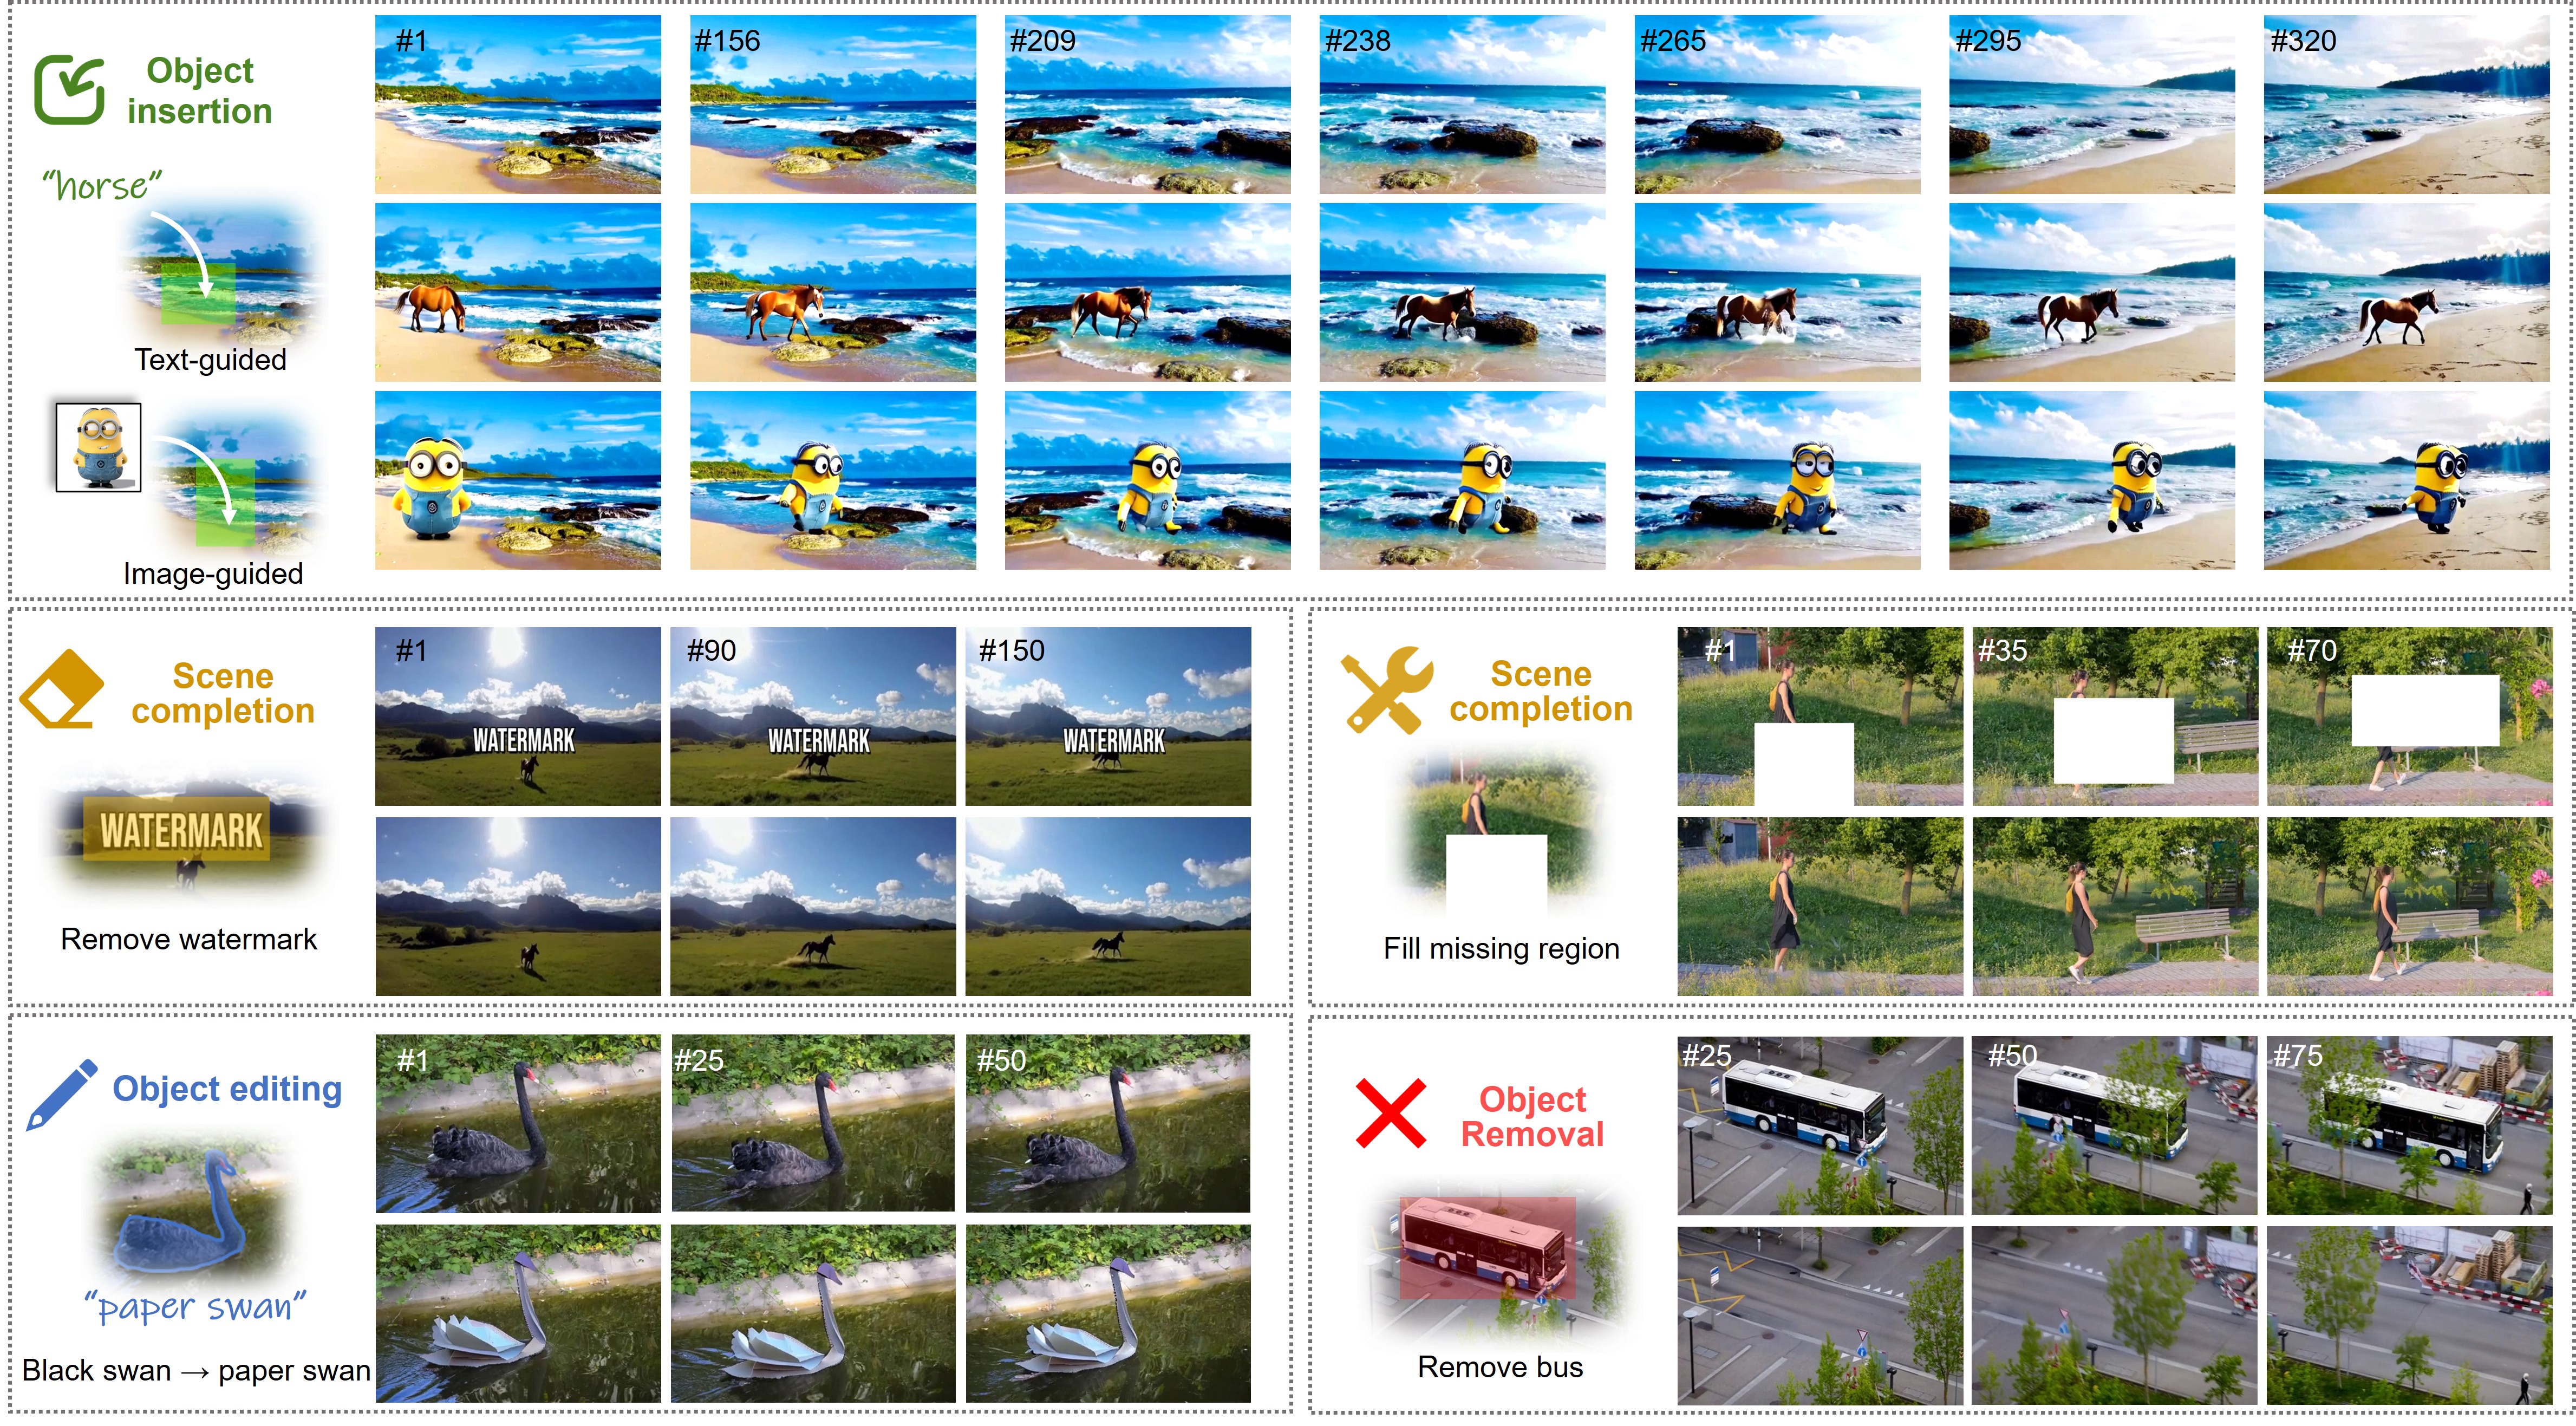 Object
insertion
#1
#156
#209
#238
#265
#295
#320
“horse”
Text-guided
Image-guided
Scene
completion
#1
#90
#150
WATERMARK
WATERMARK
WATERMARK
WATERMARK
Remove watermark
Scene
completion
#1
#35
#70
Fill missing region
Object editing
#1
#25
#50
“paper swan”
Black swan → paper swan
Object
Removal
#25
#50
#75
Remove bus